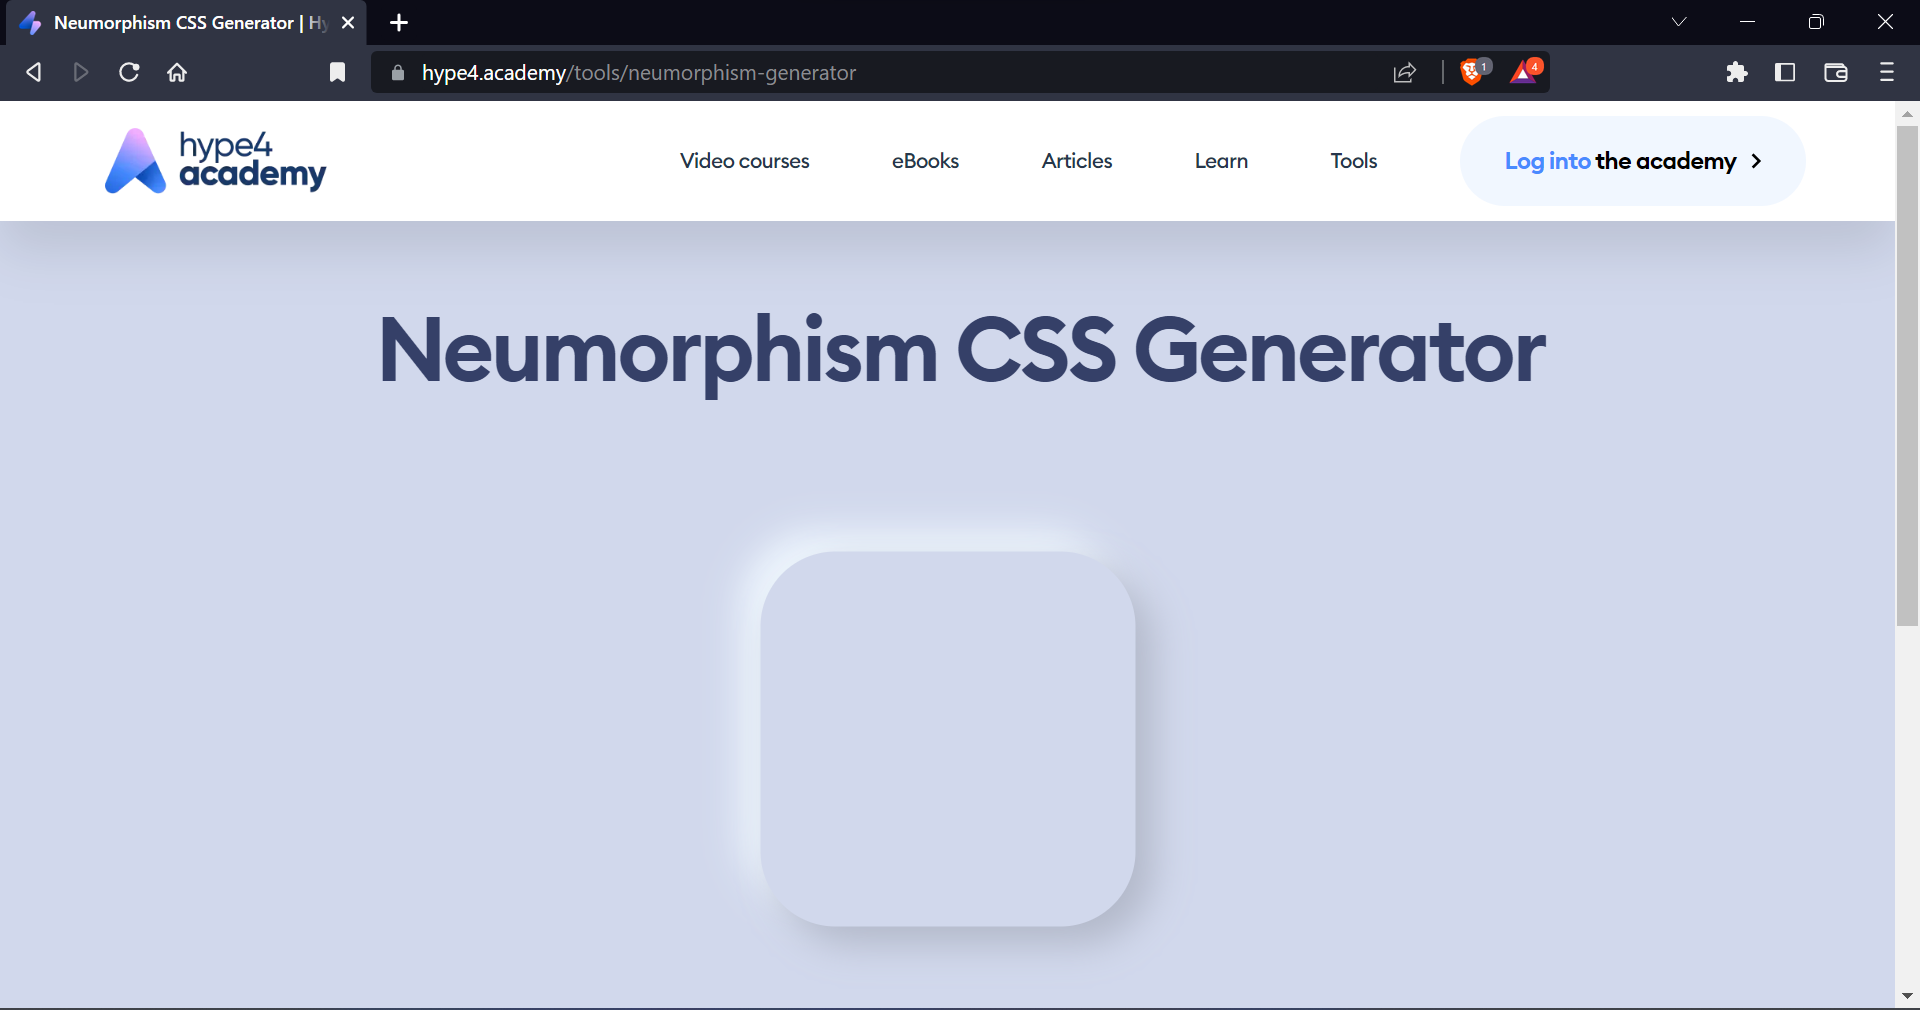 Neumorphism CSS Generator | Hy
hype4.academy/tools/neumorphism-generator
1
4
hype4
academy
Video courses
eBooks
Articles
Learn
Tools
Log into the academy
Neumorphism CSS Generator